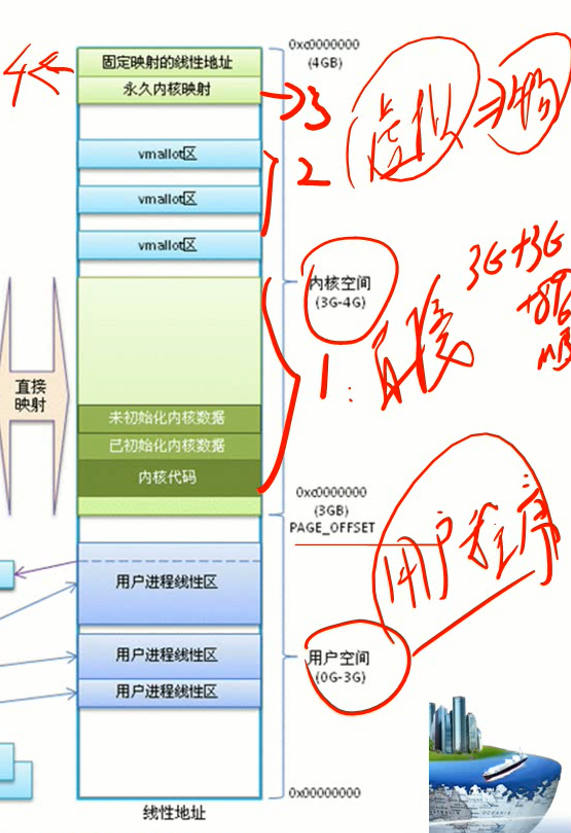 0xc0000000
(4GB)
固定映射的线性地址
4
永久内核映射
3
虚拟
vmallot区
2
vmallot区
vmallot区
内核空间
(3G-4G)
3G
3G
1:直接
直接
映射
未初始化内核数据
已初始化内核数据
内核代码
0xc0000000
(3GB)
PAGE_OFFSET
用户程序
用户进程线性区
用户进程线性区
用户空间
(0G-3G)
用户进程线性区
0x00000000
线性地址